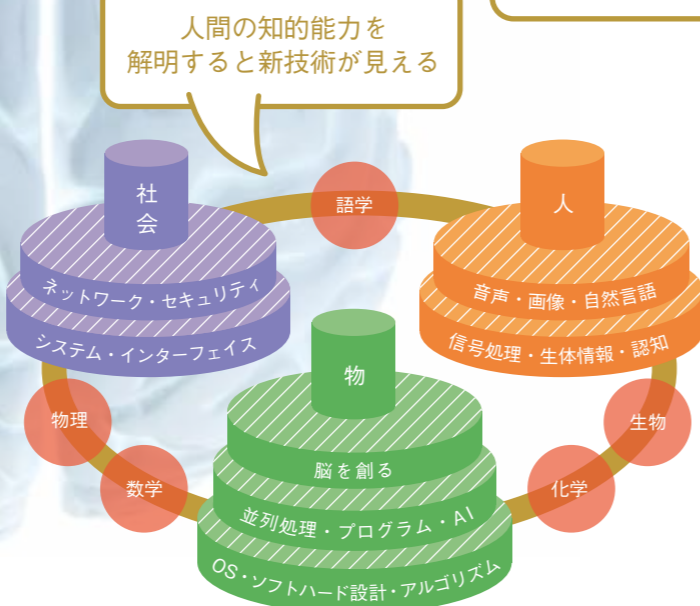 人間の知的能力を
解明すると新技術が見える
社会
ネットワーク・セキュリティ
システム・インターフェイス
語学
人
音声・画像・自然言語
信号処理・生体情報・認知
物
脳を創る
並列処理・プログラム・AI
OS・ソフトハード設計・アルゴリズム
物理
数学
化学
生物